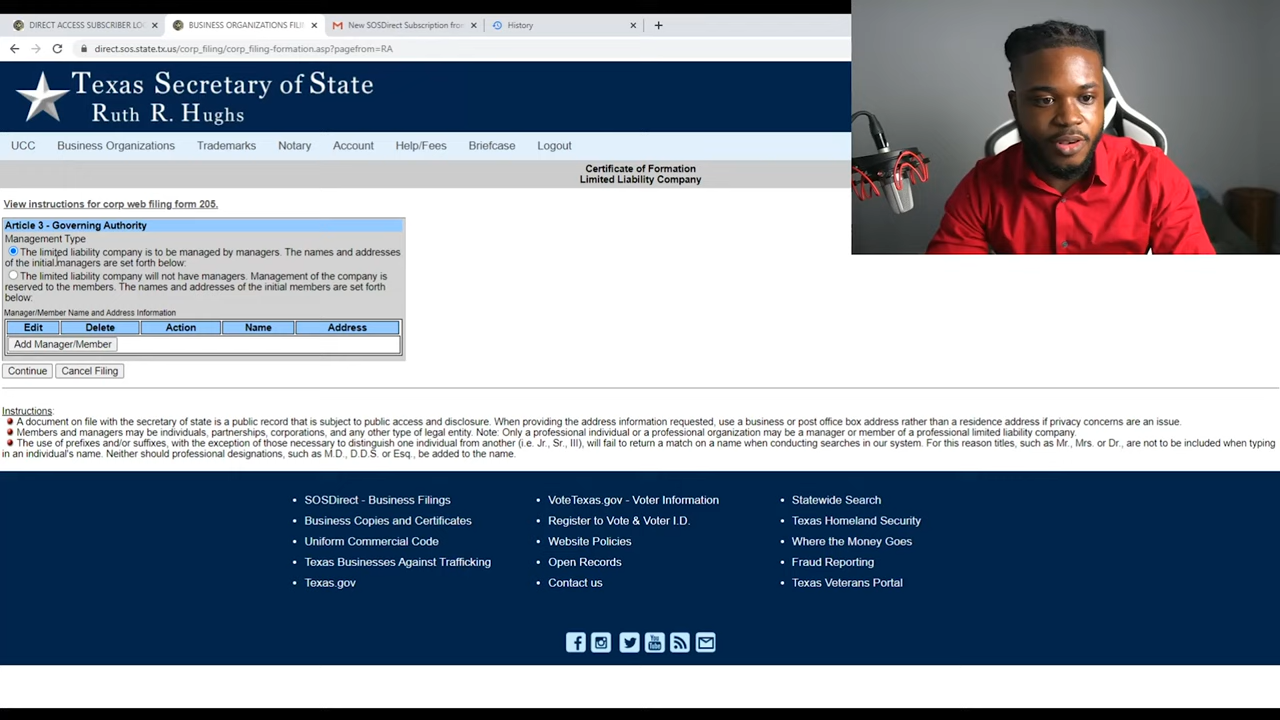 DIRECT ACCESS SUBSCRIBER LO
BUSINESS ORGANIZATIONS FILI
New SOSDirect Subscription from
History
direct.sos.state.tx.us/corp_filing/corp_filing-formation.asp?pagefrom=RA
Texas Secretary of State
Ruth R. Hughs
UCC Business Organizations Trademarks Notary Account Help/Fees Briefcase Logout
Certificate of Formation
Limited Liability Company
View instructions for corp web filing form 205.
Article 3 - Governing Authority
Management Type
The limited liability company is to be managed by managers. The names and addresses
of the initial managers are set forth below:
The limited liability company will not have managers. Management of the company is
reserved to the members. The names and addresses of the initial members are set forth
below:
Manager/Member Name and Address Information
Edit Delete Action Name Address
Add Manager/Member
Continue Cancel Filing
Instructions:
A document on file with the secretary of state is a public record that is subject to public access and disclosure. When providing the address information requested, use a business or post office box address rather than a residence address if privacy concerns are an issue.
Members and managers may be individuals, partnerships, corporations, and any other type of legal entity. Note: Only a professional individual or a professional organization may be a manager or member of a professional limited liability company.
The use of prefixes and/or suffixes, with the exception of those necessary to distinguish one individual from another (i.e. Jr., Sr., III), will fail to return a match on a name when conducting searches in our system. For this reason titles, such as Mr., Mrs. or Dr., are not to be included when typing
in an individual's name. Neither should professional designations, such as M.D., D.D.S. or Esq., be added to the name.
SOSDirect - Business Filings
Business Copies and Certificates
Uniform Commercial Code
Texas Businesses Against Trafficking
Texas.gov
VoteTexas.gov - Voter Information
Register to Vote & Voter I.D.
Website Policies
Open Records
Contact us
Statewide Search
Texas Homeland Security
Where the Money Goes
Fraud Reporting
Texas Veterans Portal